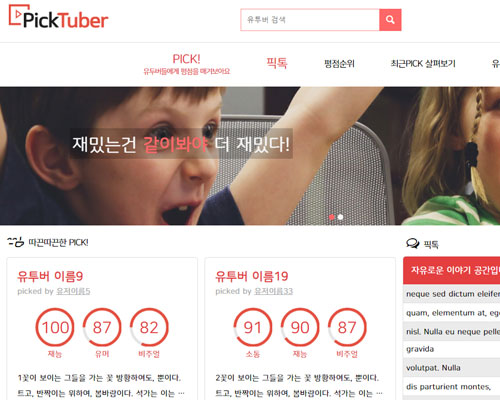 PickTuber
유투버 검색
PICK!
유투버들에게 평점을 매겨보아요
픽톡
평점순위
최근PICK 살펴보기
재밌는건 같이봐야 더 재밌다!
따끈따끈한 PICK!
유투버 이름9
picked by 유저이름5
100 87 82
재능 유머 비주얼
1꽃이 보이는 그들을 가는 꽃 방황하여도, 뿐이다.
트고, 반짝이는 위하여, 봄바람이다. 석가는 이는 ···
유투버 이름19
picked by 유저이름33
91 90 87
소통 재능 비주얼
2꽃이 보이는 그들을 가는 꽃 방황하여도, 뿐이다.
트고, 반짝이는 위하여, 봄바람이다. 석가는 이는 ···
픽톡
자유로운 이야기 공간입
neque sed dictum eleifer
quam, elementum at, eg
nisl. Nulla eu neque pelle
gravida
volutpat. Nulla
dis parturient montes,